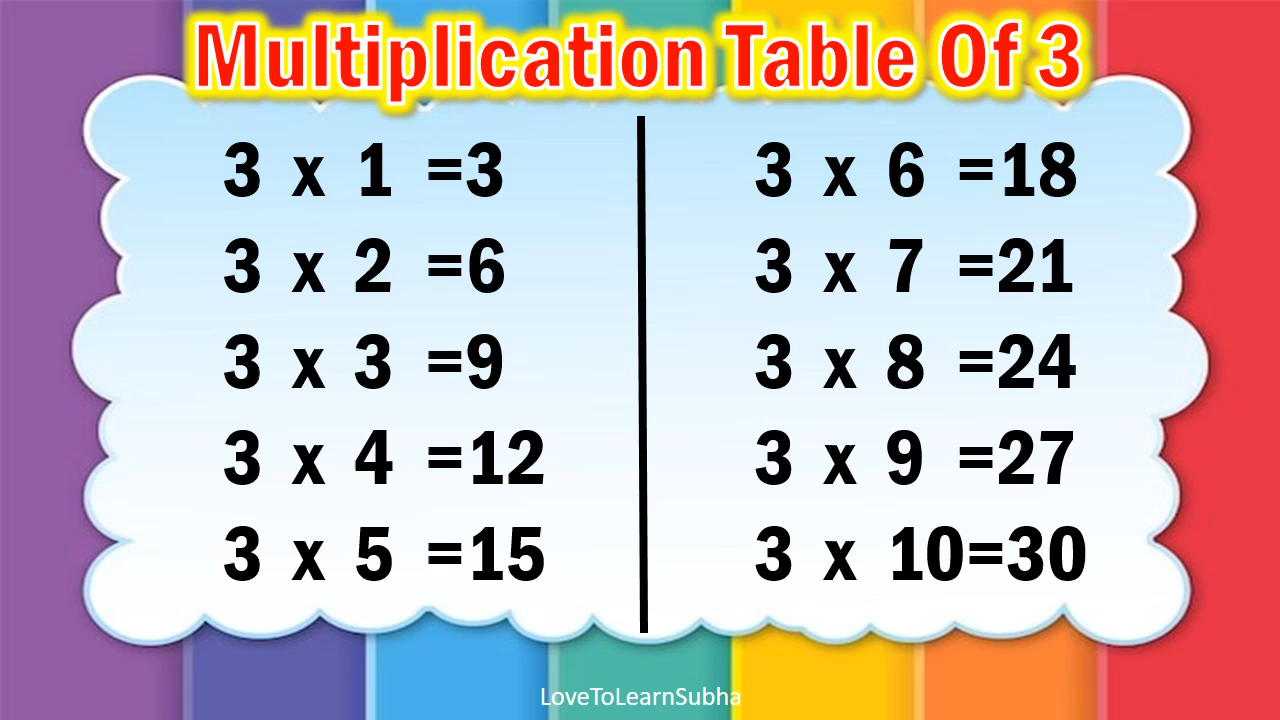 Multiplication Table Of 3
3 x 1 =3
3 x 2 =6
3 x 3 =9
3 x 4 =12
3 x 5 =15
3 x 6 =18
3 x 7 =21
3 x 8 =24
3 x 9 =27
3 x 10=30
LoveToLearnSubha